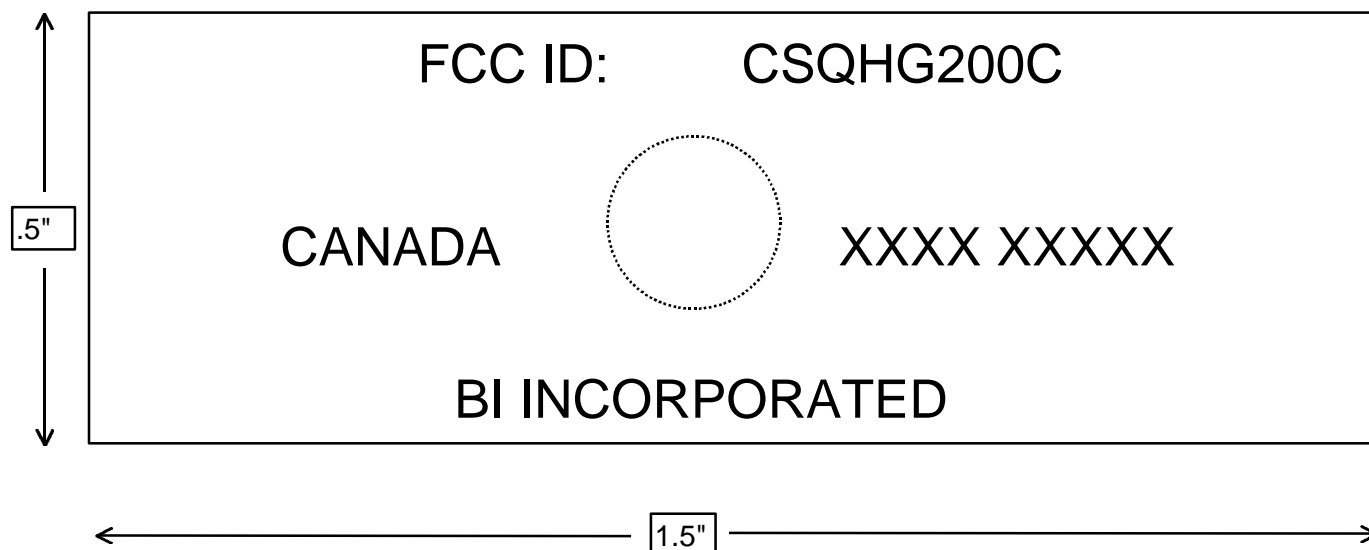 FCC ID: CSQHG200C
.5"
CANADA XXXX XXXXX
BI INCORPORATED
1.5"